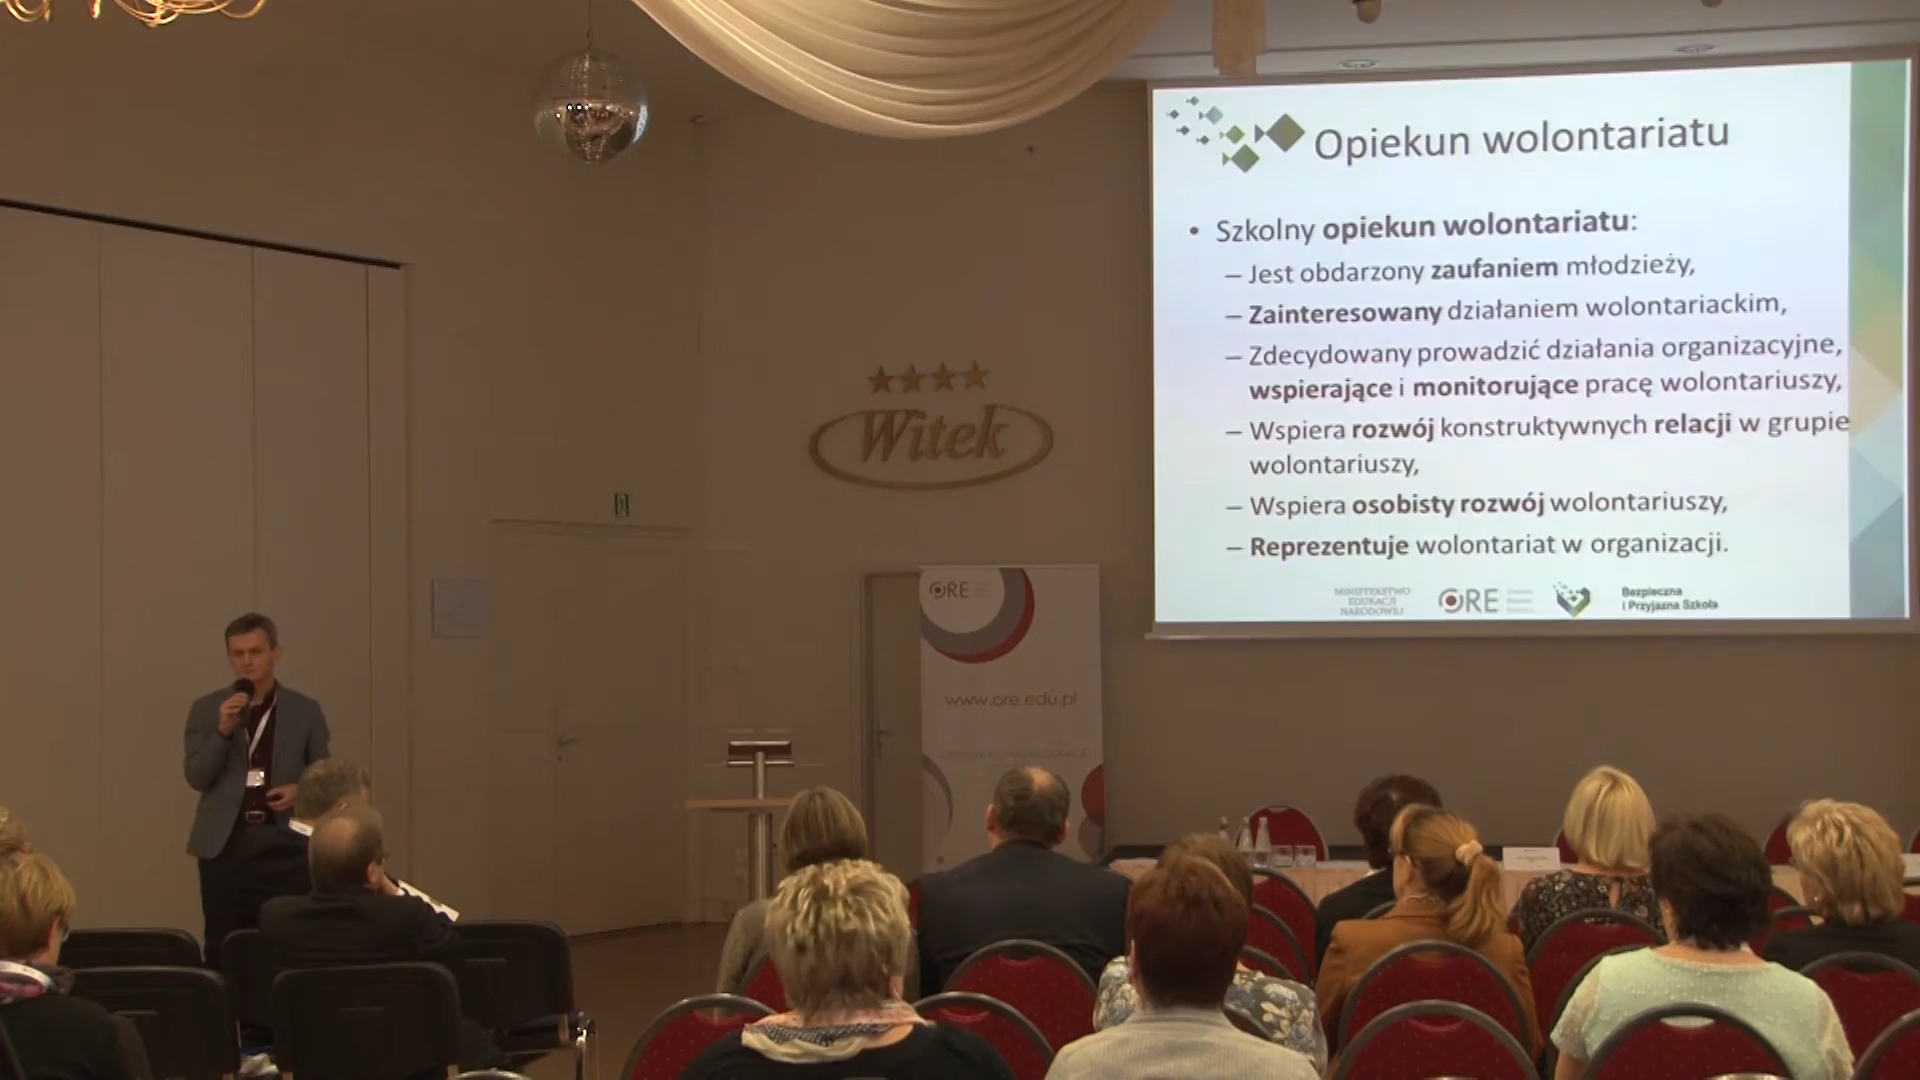 Opiekun wolontariatu
• Szkolny opiekun wolontariatu:
– Jest obdarzony zaufaniem młodzieży,
– Zainteresowany działaniem wolontariackim,
– Zdecydowany prowadzić działania organizacyjne,
wspierające i monitorujące pracę wolontariuszy,
– Wspiera rozwój konstruktywnych relacji w grupie
wolontariuszy,
– Wspiera osobisty rozwój wolontariuszy,
– Reprezentuje wolontariat w organizacji.
MINISTERSTWO
EDUKACJI
NARODOWEJ
ORE
Bezpieczna
i Przyjazna Szkoła
Witek
ORE
www.ore.edu.pl